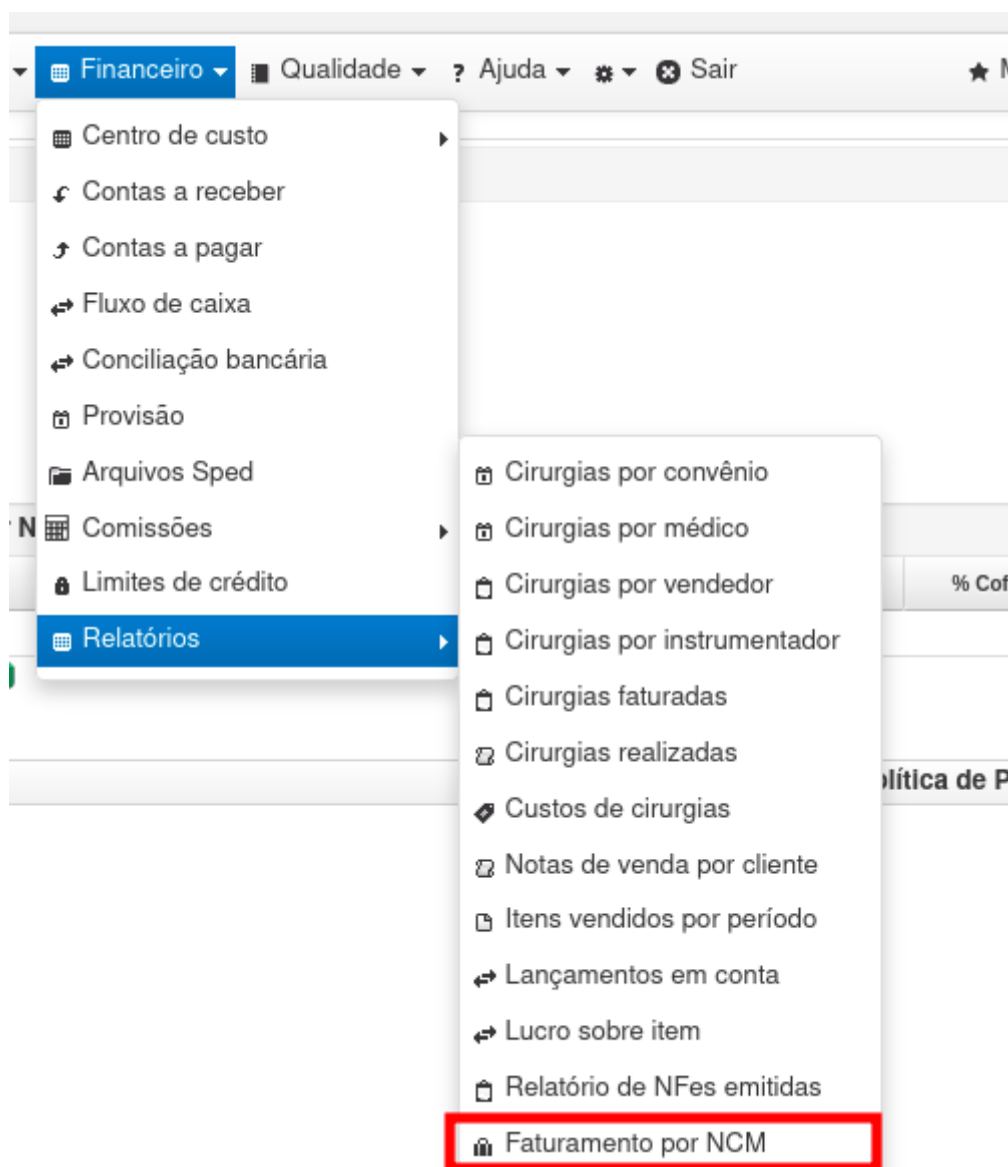 Financeiro Qualidade ? Ajuda Sair
Centro de custo
Contas a receber
Contas a pagar
Fluxo de caixa
Conciliação bancária
Provisão
Arquivos Sped
Comissões
Limites de crédito
Relatórios
Cirurgias por convênio
Cirurgias por médico
Cirurgias por vendedor
Cirurgias por instrumentador
Cirurgias faturadas
Cirurgias realizadas
Custos de cirurgias
Notas de venda por cliente
Itens vendidos por período
Lançamentos em conta
Lucro sobre item
Relatório de NFes emitidas
Faturamento por NCM
N
% Cof
lítica de P